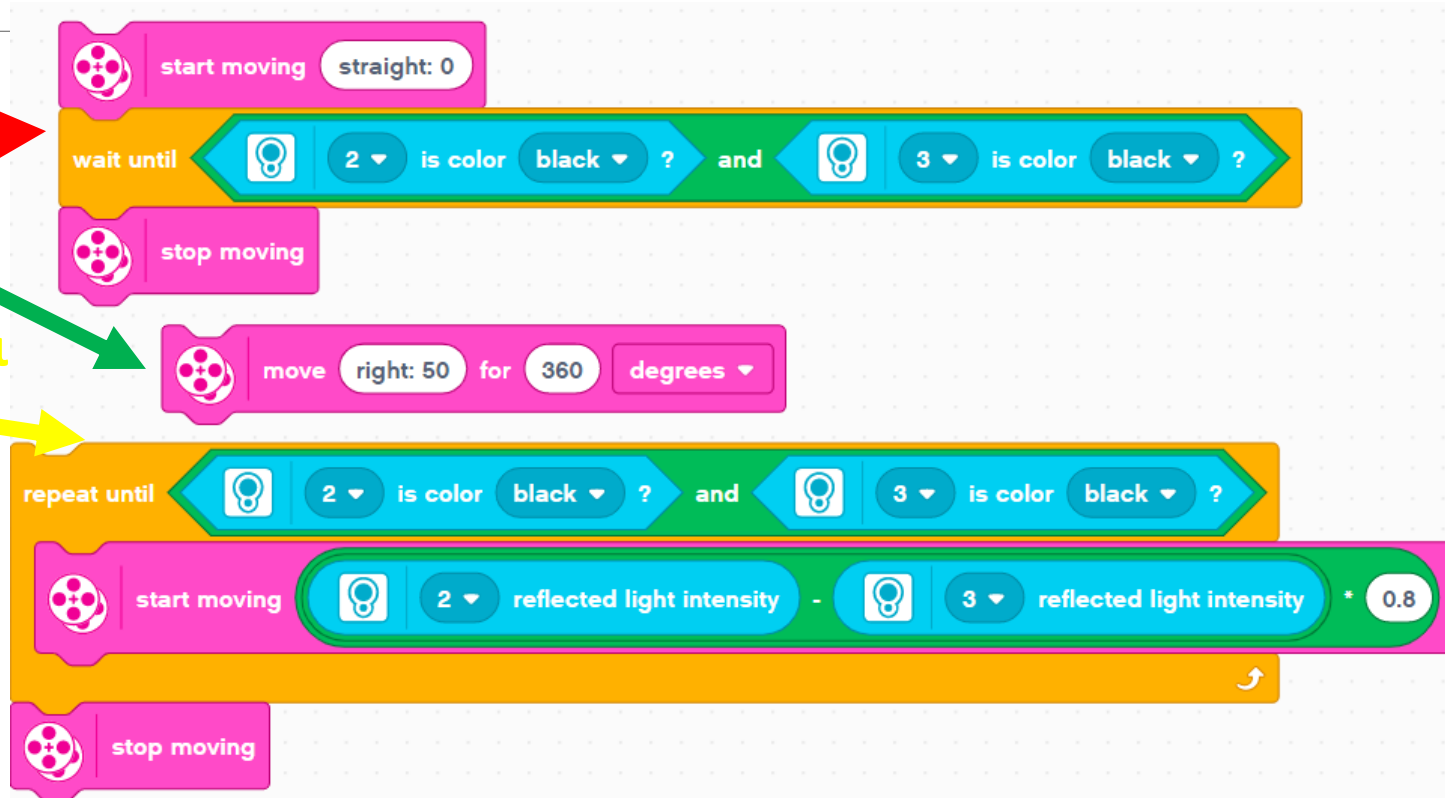 start moving straight: 0
wait until 2 is color black ? and 3 is color black ?
stop moving
move right: 50 for 360 degrees
repeat until 2 is color black ? and 3 is color black ?
start moving 2 reflected light intensity - 3 reflected light intensity * 0.8
stop moving